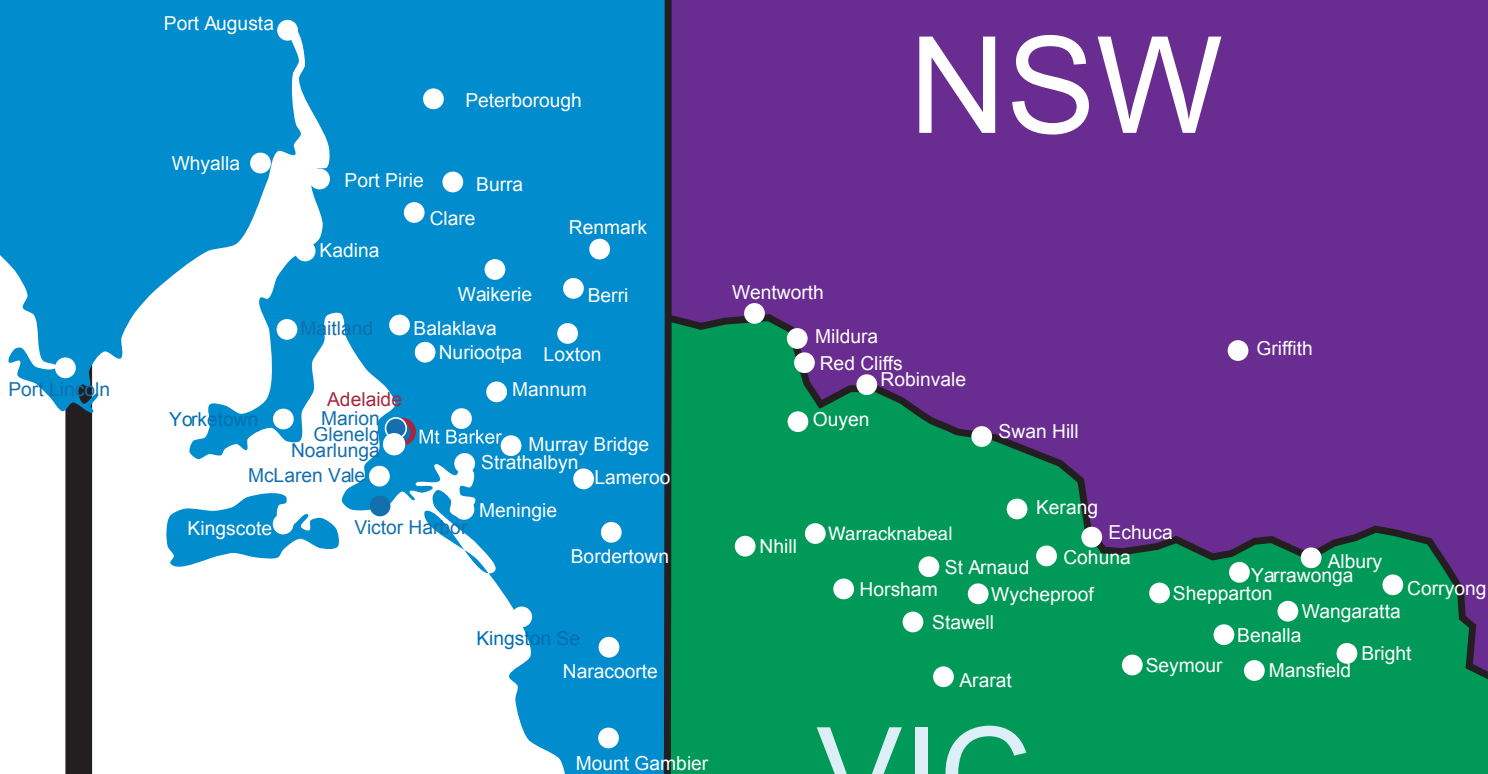 Port Augusta
NSW
Peterborough
Whyalla
Port Pirie
Burra
Clare
Renmark
Kadina
Waikerie
Berri
Wentworth
Maitland
Balaklava
Mildura
Griffith
Nuriootpa
Loxton
Red Cliffs
Robinvale
Port Lincoln
Mannum
Adelaide
Yorketown
Marion
Ouyen
Glenelg
Mt Barker
Murray Bridge
Swan Hill
Noarlunga
Strathalbyn
McLaren Vale
Lameroo
Kerang
Meningie
Kingscote
Victor Harbor
Echuca
Warracknabeal
Nhill
Bordertown
Cohuna
Albury
St Arnaud
Yarrawonga
Horsham
Wycheproof
Shepparton
Corryong
Wangaratta
Stawell
Kingston Se
Benalla
Bright
Naracoorte
Seymour
Mansfield
Ararat
VIC
Mount Gambier